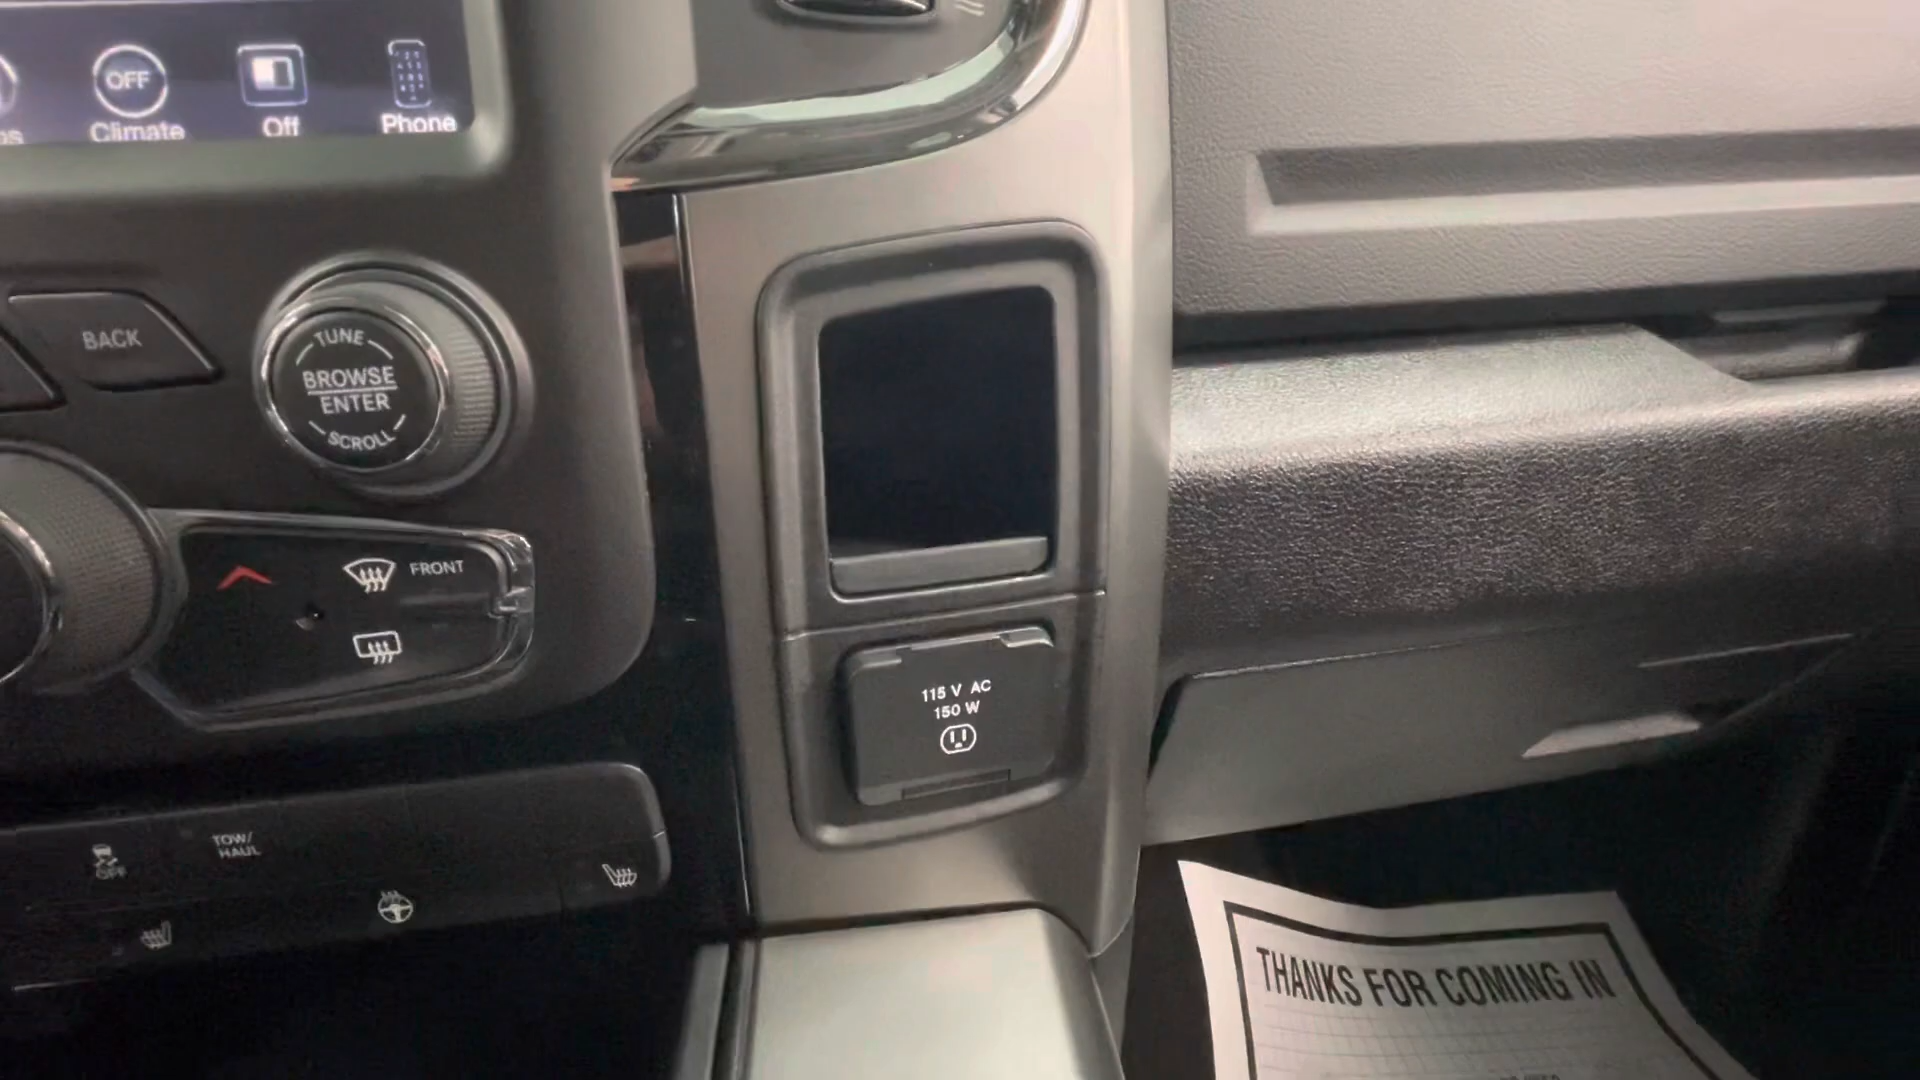 OFF
Climate
Off
Phone
BACK
TUNE
BROWSE
ENTER
SCROLL
FRONT
115 V AC
150 W
OFF
TOW/
HAUL
THANKS FOR COMING IN